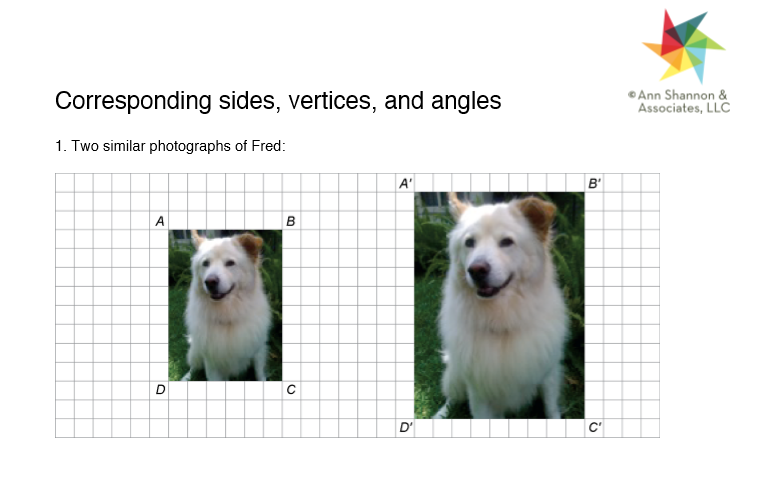 © Ann Shannon &
Associates, LLC
Corresponding sides, vertices, and angles
1. Two similar photographs of Fred:
A' B'
A B
D C
D' C'